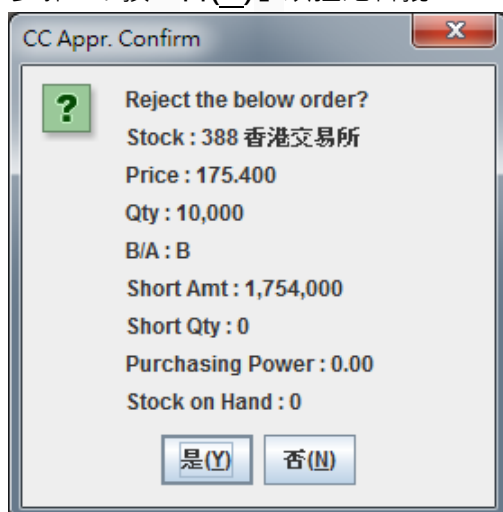 CC Appr. Confirm
Reject the below order?
Stock : 388 香港交易所
Price : 175.400
Qty : 10,000
B/A : B
Short Amt : 1,754,000
Short Qty : 0
Purchasing Power : 0.00
Stock on Hand : 0
是(Y) 否(N)